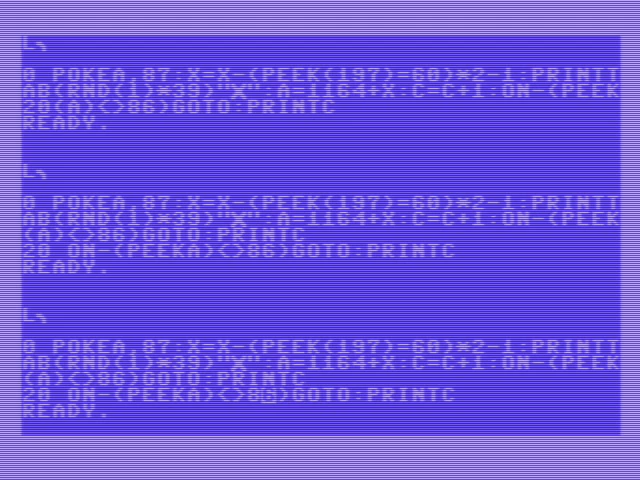 L╮
0 POKEA,87:X=X-(PEEK(197)=60)*2-1:PRINTT
AB(RND(1)*39)"X":A=1164+X:C=C+1:ON-(PEEK
20(A)<>86)GOTO:PRINTC
READY.
L╮
0 POKEA,87:X=X-(PEEK(197)=60)*2-1:PRINTT
AB(RND(1)*39)"X":A=1164+X:C=C+1:ON-(PEEK
(A)<>86)GOTO:PRINTC
20 ON-(PEEKA)<>86)GOTO:PRINTC
READY.
L╮
0 POKEA,87:X=X-(PEEK(197)=60)*2-1:PRINTT
AB(RND(1)*39)"X":A=1164+X:C=C+1:ON-(PEEK
(A)<>86)GOTO:PRINTC
20 ON-(PEEKA)<>86)GOTO:PRINTC
READY.